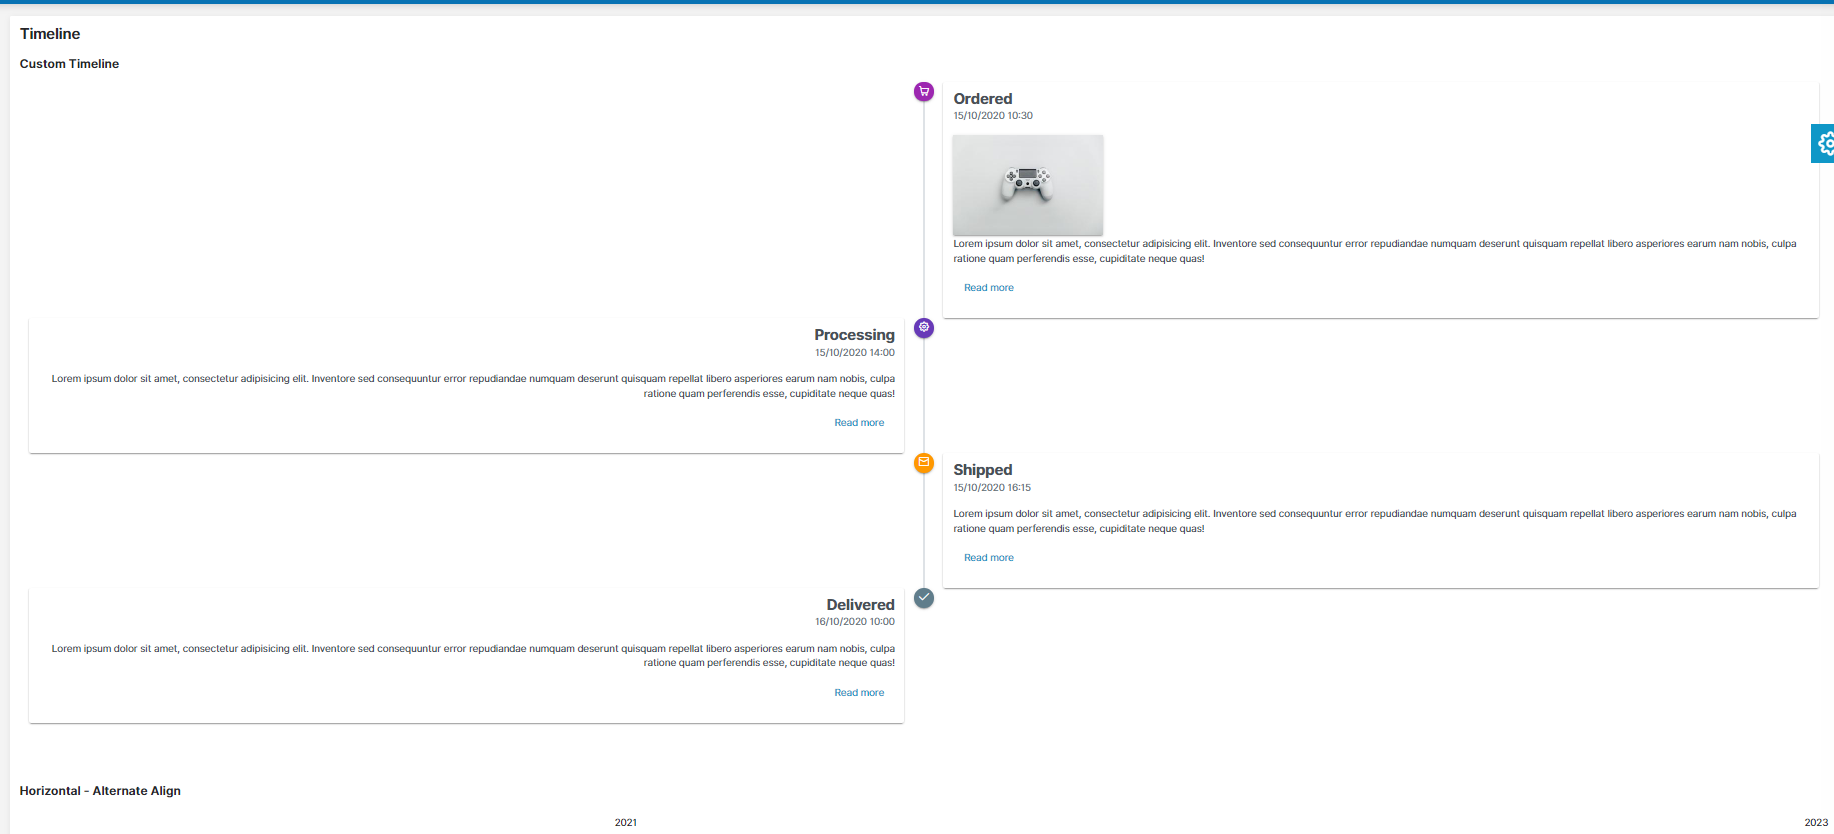 Timeline
Custom Timeline
Ordered
15/10/2020 10:30
Lorem ipsum dolor sit amet, consectetur adipisicing elit. Inventore sed consequuntur error repudiandae numquam deserunt quisquam repellat libero asperiores earum nam nobis, culpa
ratione quam perferendis esse, cupiditate neque quas!
Read more
Processing
15/10/2020 14:00
Lorem ipsum dolor sit amet, consectetur adipisicing elit. Inventore sed consequuntur error repudiandae numquam deserunt quisquam repellat libero asperiores earum nam nobis, culpa
ratione quam perferendis esse, cupiditate neque quas!
Read more
Shipped
15/10/2020 16:15
Lorem ipsum dolor sit amet, consectetur adipisicing elit. Inventore sed consequuntur error repudiandae numquam deserunt quisquam repellat libero asperiores earum nam nobis, culpa
ratione quam perferendis esse, cupiditate neque quas!
Read more
Delivered
16/10/2020 10:00
Lorem ipsum dolor sit amet, consectetur adipisicing elit. Inventore sed consequuntur error repudiandae numquam deserunt quisquam repellat libero asperiores earum nam nobis, culpa
ratione quam perferendis esse, cupiditate neque quas!
Read more
Horizontal - Alternate Align
2021
2023